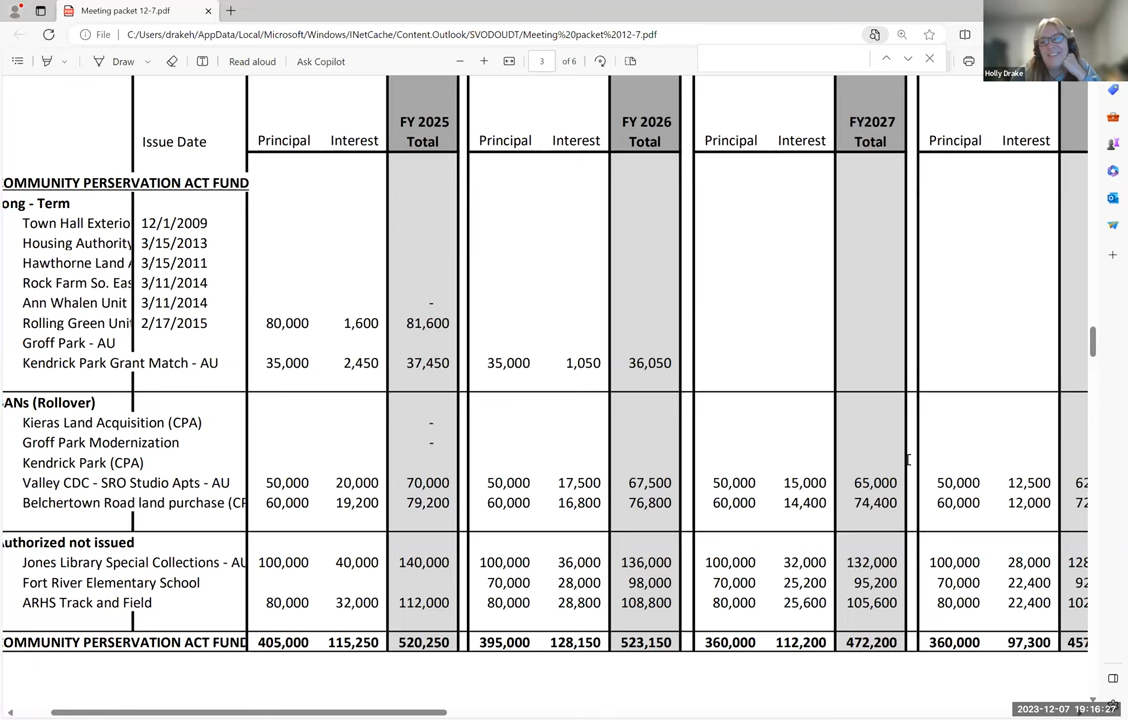 Meeting packet 12-7.pdf
File C:/Users/drakeh/AppData/Local/Microsoft/Windows/INetCache/Content.Outlook/SVODOUDT/Meeting%20packet%2012-7.pdf
Draw Read aloud Ask Copilot 3 of 6
Holly Drake
FY 2025 FY 2026 FY2027
Issue Date Principal Interest Total Principal Interest Total Principal Interest Total Principal Interest
OMMUNITY PERSERVATION ACT FUND
ong - Term
Town Hall Exterio 12/1/2009
Housing Authority 3/15/2013
Hawthorne Land A 3/15/2011
Rock Farm So. Eas 3/11/2014
Ann Whalen Unit 3/11/2014 -
Rolling Green Unit 2/17/2015 80,000 1,600 81,600
Groff Park - AU
Kendrick Park Grant Match - AU 35,000 2,450 37,450 35,000 1,050 36,050
ANs (Rollover)
Kieras Land Acquisition (CPA) -
Groff Park Modernization -
Kendrick Park (CPA)
Valley CDC - SRO Studio Apts - AU 50,000 20,000 70,000 50,000 17,500 67,500 50,000 15,000 65,000 50,000 12,500 62
Belchertown Road land purchase (CP 60,000 19,200 79,200 60,000 16,800 76,800 60,000 14,400 74,400 60,000 12,000 72
uthorized not issued
Jones Library Special Collections - AU 100,000 40,000 140,000 100,000 36,000 136,000 100,000 32,000 132,000 100,000 28,000 128
Fort River Elementary School 70,000 28,000 98,000 70,000 25,200 95,200 70,000 22,400 92
ARHS Track and Field 80,000 32,000 112,000 80,000 28,800 108,800 80,000 25,600 105,600 80,000 22,400 102
OMMUNITY PERSERVATION ACT FUND 405,000 115,250 520,250 395,000 128,150 523,150 360,000 112,200 472,200 360,000 97,300 457
2023-12-07 19:16:27